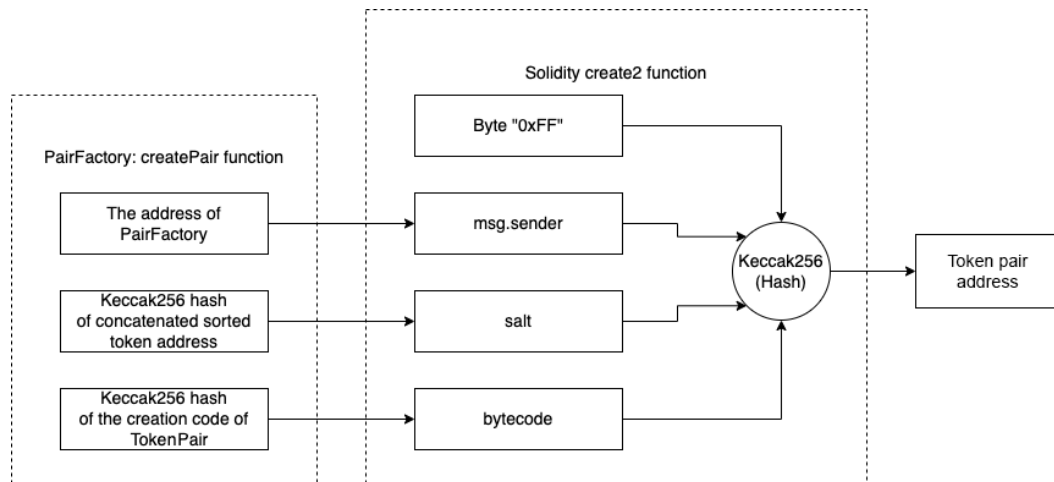 Solidity create2 function
Byte "0xFF"
PairFactory: createPair function
The address of
PairFactory
msg.sender
Keccak256
(Hash)
Token pair
address
Keccak256 hash
of concatenated sorted
token address
salt
Keccak256 hash
of the creation code of
TokenPair
bytecode